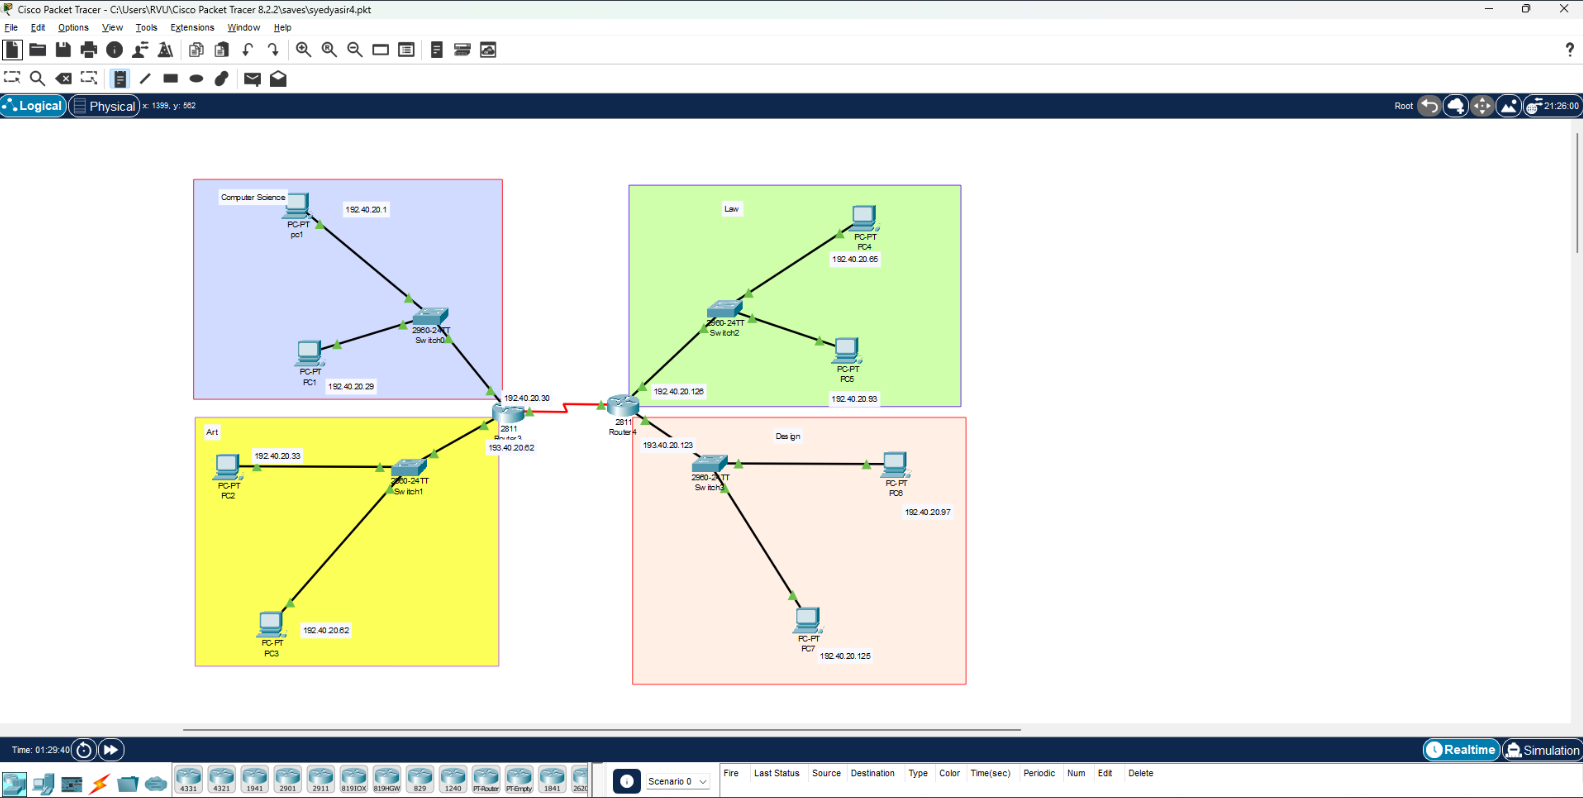 Cisco Packet Tracer - C:\Users\RVU\Cisco Packet Tracer 8.2.2\saves\syedyasir4.pkt
File Edit Options View Tools Extensions Window Help
?
Logical Physical x: 1399, y: 562
Root 21:26:00
Computer Science
192.40.20.1
PC-PT
pc1
2960-24TT
Switch0
PC-PT
PC1
192.40.20.29
Law
PC-PT
PC4
192.40.20.65
2960-24TT
Switch2
PC-PT
PC5
192.40.20.93
192.40.20.126
192.40.20.30
2811
Router3
193.40.20.62
2811
Router4
193.40.20.123
Art
192.40.20.33
PC-PT
PC2
2960-24TT
Switch1
PC-PT
PC3
192.40.20.62
Design
2960-24TT
Switch3
PC-PT
PC6
192.40.20.97
PC-PT
PC7
192.40.20.125
Time: 01:29:40
Realtime Simulation
4331 4321 1941 2901 2911 819IOX 819HGW 829 1240 PT-Router PT-Empty 1841 262
Scenario 0
Fire Last Status Source Destination Type Color Time(sec) Periodic Num Edit Delete